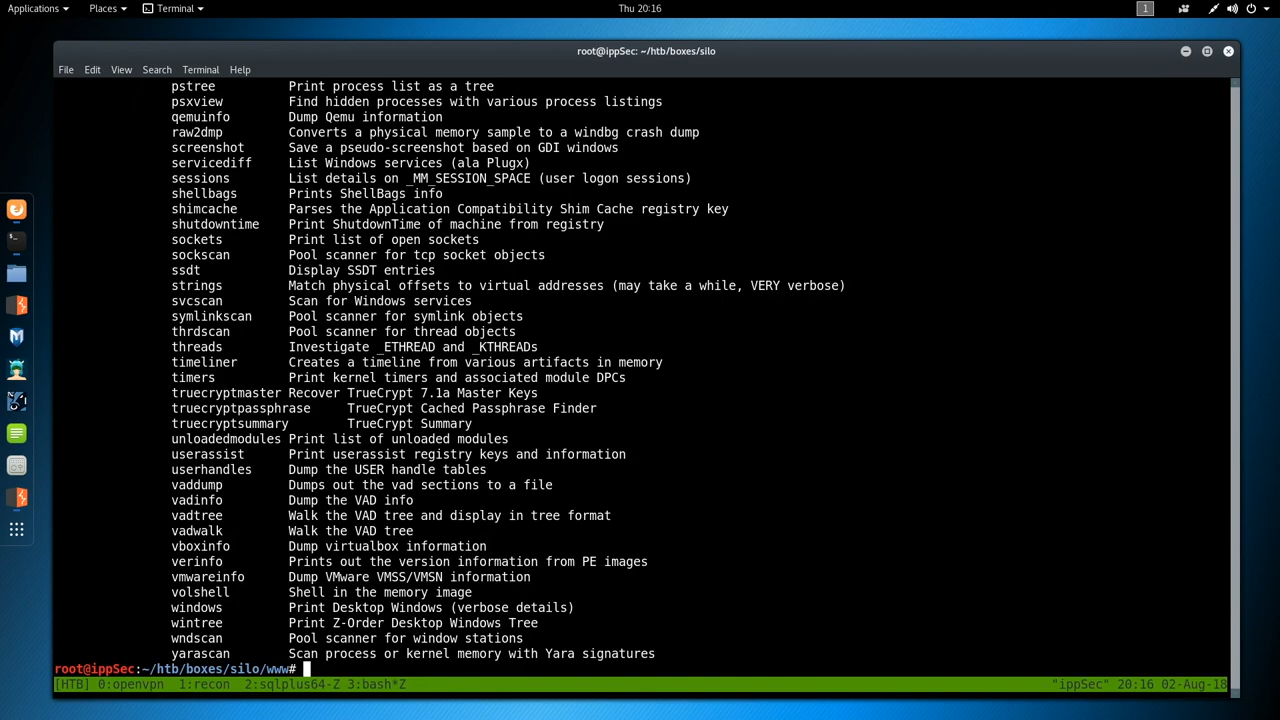 Applications Places Terminal Thu 20:16 1
root@ippSec: ~/htb/boxes/silo
File Edit View Search Terminal Help
pstree Print process list as a tree
psxview Find hidden processes with various process listings
qemuinfo Dump Qemu information
raw2dmp Converts a physical memory sample to a windbg crash dump
screenshot Save a pseudo-screenshot based on GDI windows
servicediff List Windows services (ala Plugx)
sessions List details on _MM_SESSION_SPACE (user logon sessions)
shellbags Prints ShellBags info
shimcache Parses the Application Compatibility Shim Cache registry key
shutdowntime Print ShutdownTime of machine from registry
sockets Print list of open sockets
sockscan Pool scanner for tcp socket objects
ssdt Display SSDT entries
strings Match physical offsets to virtual addresses (may take a while, VERY verbose)
svcscan Scan for Windows services
symlinkscan Pool scanner for symlink objects
thrdscan Pool scanner for thread objects
threads Investigate _ETHREAD and _KTHREADs
timeliner Creates a timeline from various artifacts in memory
timers Print kernel timers and associated module DPCs
truecryptmaster Recover TrueCrypt 7.1a Master Keys
truecryptpassphrase TrueCrypt Cached Passphrase Finder
truecryptsummary TrueCrypt Summary
unloadedmodules Print list of unloaded modules
userassist Print userassist registry keys and information
userhandles Dump the USER handle tables
vaddump Dumps out the vad sections to a file
vadinfo Dump the VAD info
vadtree Walk the VAD tree and display in tree format
vadwalk Walk the VAD tree
vboxinfo Dump virtualbox information
verinfo Prints out the version information from PE images
vmwareinfo Dump VMware VMSS/VMSN information
volshell Shell in the memory image
windows Print Desktop Windows (verbose details)
wintree Print Z-Order Desktop Windows Tree
wndscan Pool scanner for window stations
yarascan Scan process or kernel memory with Yara signatures
root@ippSec:~/htb/boxes/silo/www#
[HTB] 0:openvpn 1:recon 2:sqlplus64-Z 3:bash*Z "ippSec" 20:16 02-Aug-18